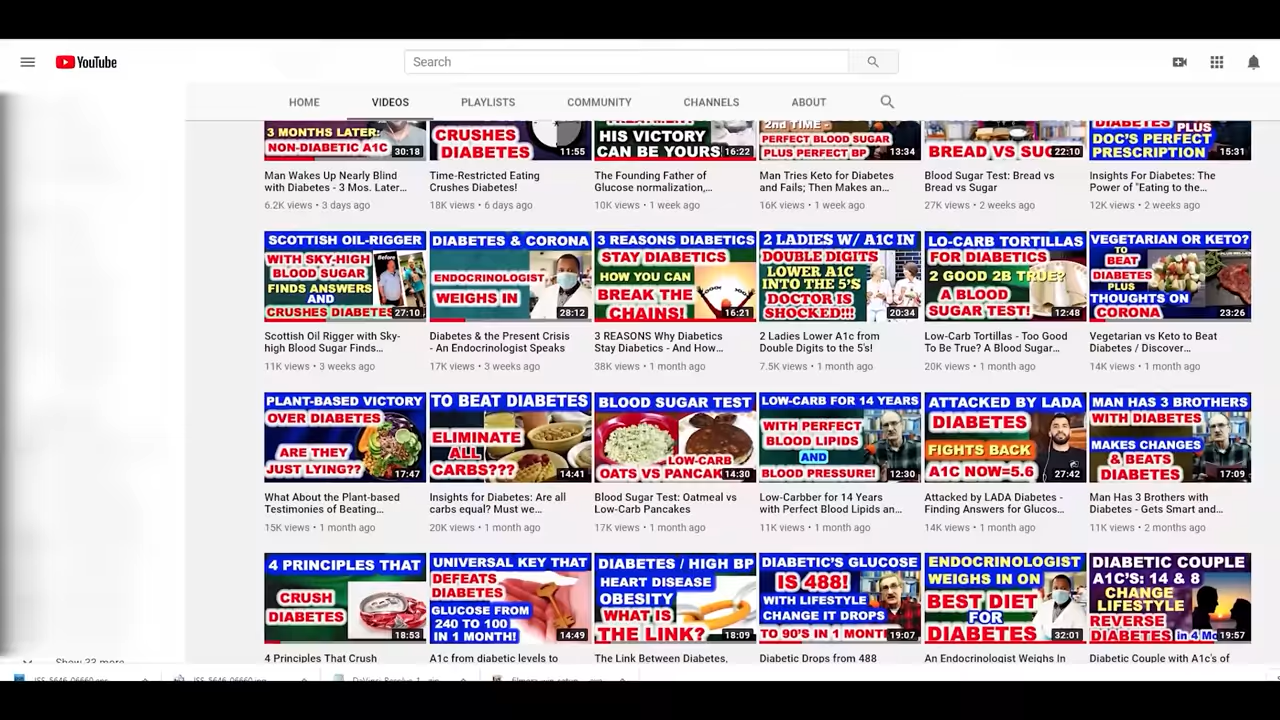 YouTube
Search
HOME VIDEOS PLAYLISTS COMMUNITY CHANNELS ABOUT
3 MONTHS LATER:
NON-DIABETIC A1C
30:18
CRUSHES
DIABETES
11:55
HIS VICTORY
CAN BE YOURS
16:22
2nd TIME -
PERFECT BLOOD SUGAR
PLUS PERFECT BP
13:34
BREAD VS
22:10
DIABETES PLUS
DOC'S PERFECT
PRESCRIPTION
15:31
Man Wakes Up Nearly Blind
with Diabetes - 3 Mos. Later...
6.2K views • 3 days ago
Time-Restricted Eating
Crushes Diabetes!
18K views • 6 days ago
The Founding Father of
Glucose normalization,...
10K views • 1 week ago
Man Tries Keto for Diabetes
and Fails; Then Makes an...
16K views • 1 week ago
Blood Sugar Test: Bread vs
Bread vs Sugar
27K views • 2 weeks ago
Insights For Diabetes: The
Power of "Eating to the...
12K views • 2 weeks ago
SCOTTISH OIL-RIGGER
WITH SKY-HIGH
BLOOD SUGAR
FINDS ANSWERS
AND
CRUSHES DIABETES
Before
27:10
DIABETES & CORONA
ENDOCRINOLOGIST
WEIGHS IN
28:12
3 REASONS DIABETICS
STAY DIABETICS
HOW YOU CAN
BREAK THE
CHAINS!
16:21
2 LADIES W/ A1C IN
DOUBLE DIGITS
LOWER A1C
INTO THE 5'S
DOCTOR IS
SHOCKED!!!
20:34
LO-CARB TORTILLAS
FOR DIABETICS
2 GOOD 2B TRUE?
A BLOOD
SUGAR TEST!
12:48
VEGETARIAN OR KETO?
TO
BEAT
DIABETES
PLUS
THOUGHTS ON
CORONA
23:26
Scottish Oil Rigger with Sky-
high Blood Sugar Finds...
11K views • 3 weeks ago
Diabetes & the Present Crisis
- An Endocrinologist Speaks
17K views • 3 weeks ago
3 REASONS Why Diabetics
Stay Diabetics - And How...
38K views • 1 month ago
2 Ladies Lower A1c from
Double Digits to the 5's!
7.5K views • 1 month ago
Low-Carb Tortillas - Too Good
To Be True? A Blood Sugar...
20K views • 1 month ago
Vegetarian vs Keto to Beat
Diabetes / Discover...
14K views • 1 month ago
PLANT-BASED VICTORY
OVER DIABETES
ARE THEY
JUST LYING??
17:47
TO BEAT DIABETES
ELIMINATE
ALL
CARBS???
14:41
BLOOD SUGAR TEST
LOW-CARB
OATS VS PANCAK
14:30
LOW-CARB FOR 14 YEARS
WITH PERFECT
BLOOD LIPIDS
AND
BLOOD PRESSURE!
12:30
ATTACKED BY LADA
DIABETES
FIGHTS BACK
A1C NOW=5.6
27:42
MAN HAS 3 BROTHERS
WITH DIABETES
MAKES CHANGES
& BEATS
DIABETES
17:09
What About the Plant-based
Testimonies of Beating...
15K views • 1 month ago
Insights for Diabetes: Are all
carbs equal? Must we...
20K views • 1 month ago
Blood Sugar Test: Oatmeal vs
Low-Carb Pancakes
17K views • 1 month ago
Low-Carbber for 14 Years
with Perfect Blood Lipids an...
11K views • 1 month ago
Attacked by LADA Diabetes -
Finding Answers for Glucos...
14K views • 1 month ago
Man Has 3 Brothers with
Diabetes - Gets Smart and...
11K views • 2 months ago
4 PRINCIPLES THAT
CRUSH
DIABETES
18:53
UNIVERSAL KEY THAT
DEFEATS
DIABETES
GLUCOSE FROM
240 TO 100
IN 1 MONTH!
14:49
DIABETES / HIGH BP
HEART DISEASE
OBESITY
WHAT IS
THE LINK?
18:09
DIABETIC'S GLUCOSE
IS 488!
WITH LIFESTYLE
CHANGE IT DROPS
TO 90'S IN 1 MONT
19:07
ENDOCRINOLOGIST
WEIGHS IN ON
BEST DIET
FOR
DIABETES
32:01
DIABETIC COUPLE
A1C'S: 14 & 8
CHANGE
LIFESTYLE
REVERSE
DIABETES in 4 Mo
19:57
4 Principles That Crush
A1c from diabetic levels to
The Link Between Diabetes,
Diabetic Drops from 488
An Endocrinologist Weighs In
Diabetic Couple with A1c's of
Show 33 more